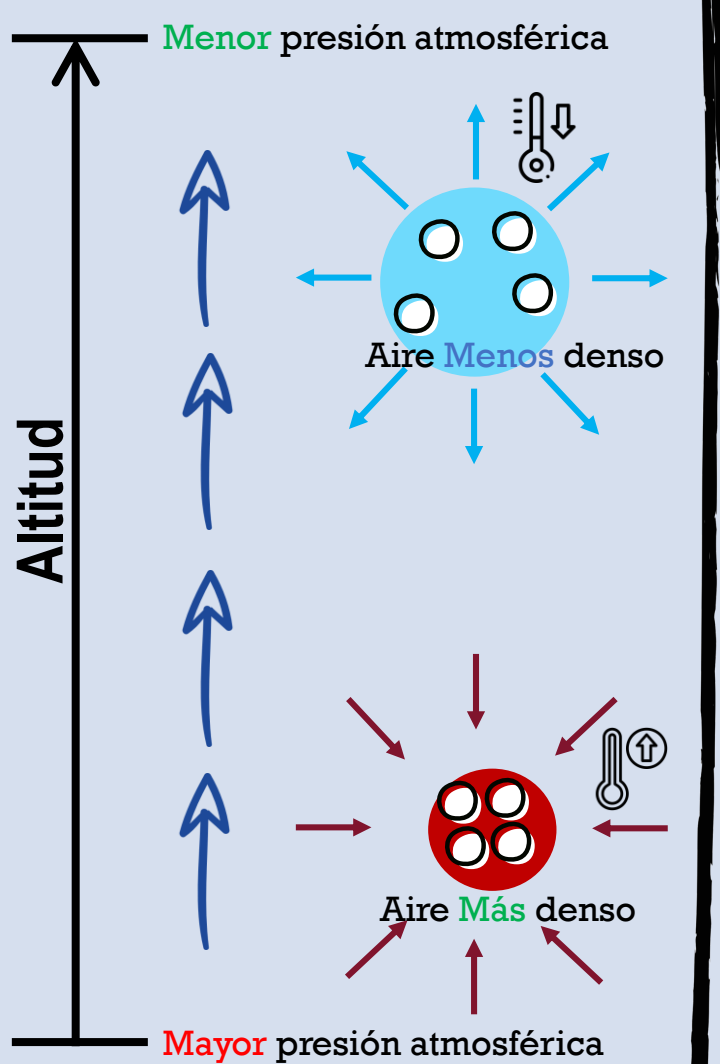 Menor presión atmosférica
Aire Menos denso
Altitud
Aire Más denso
Mayor presión atmosférica